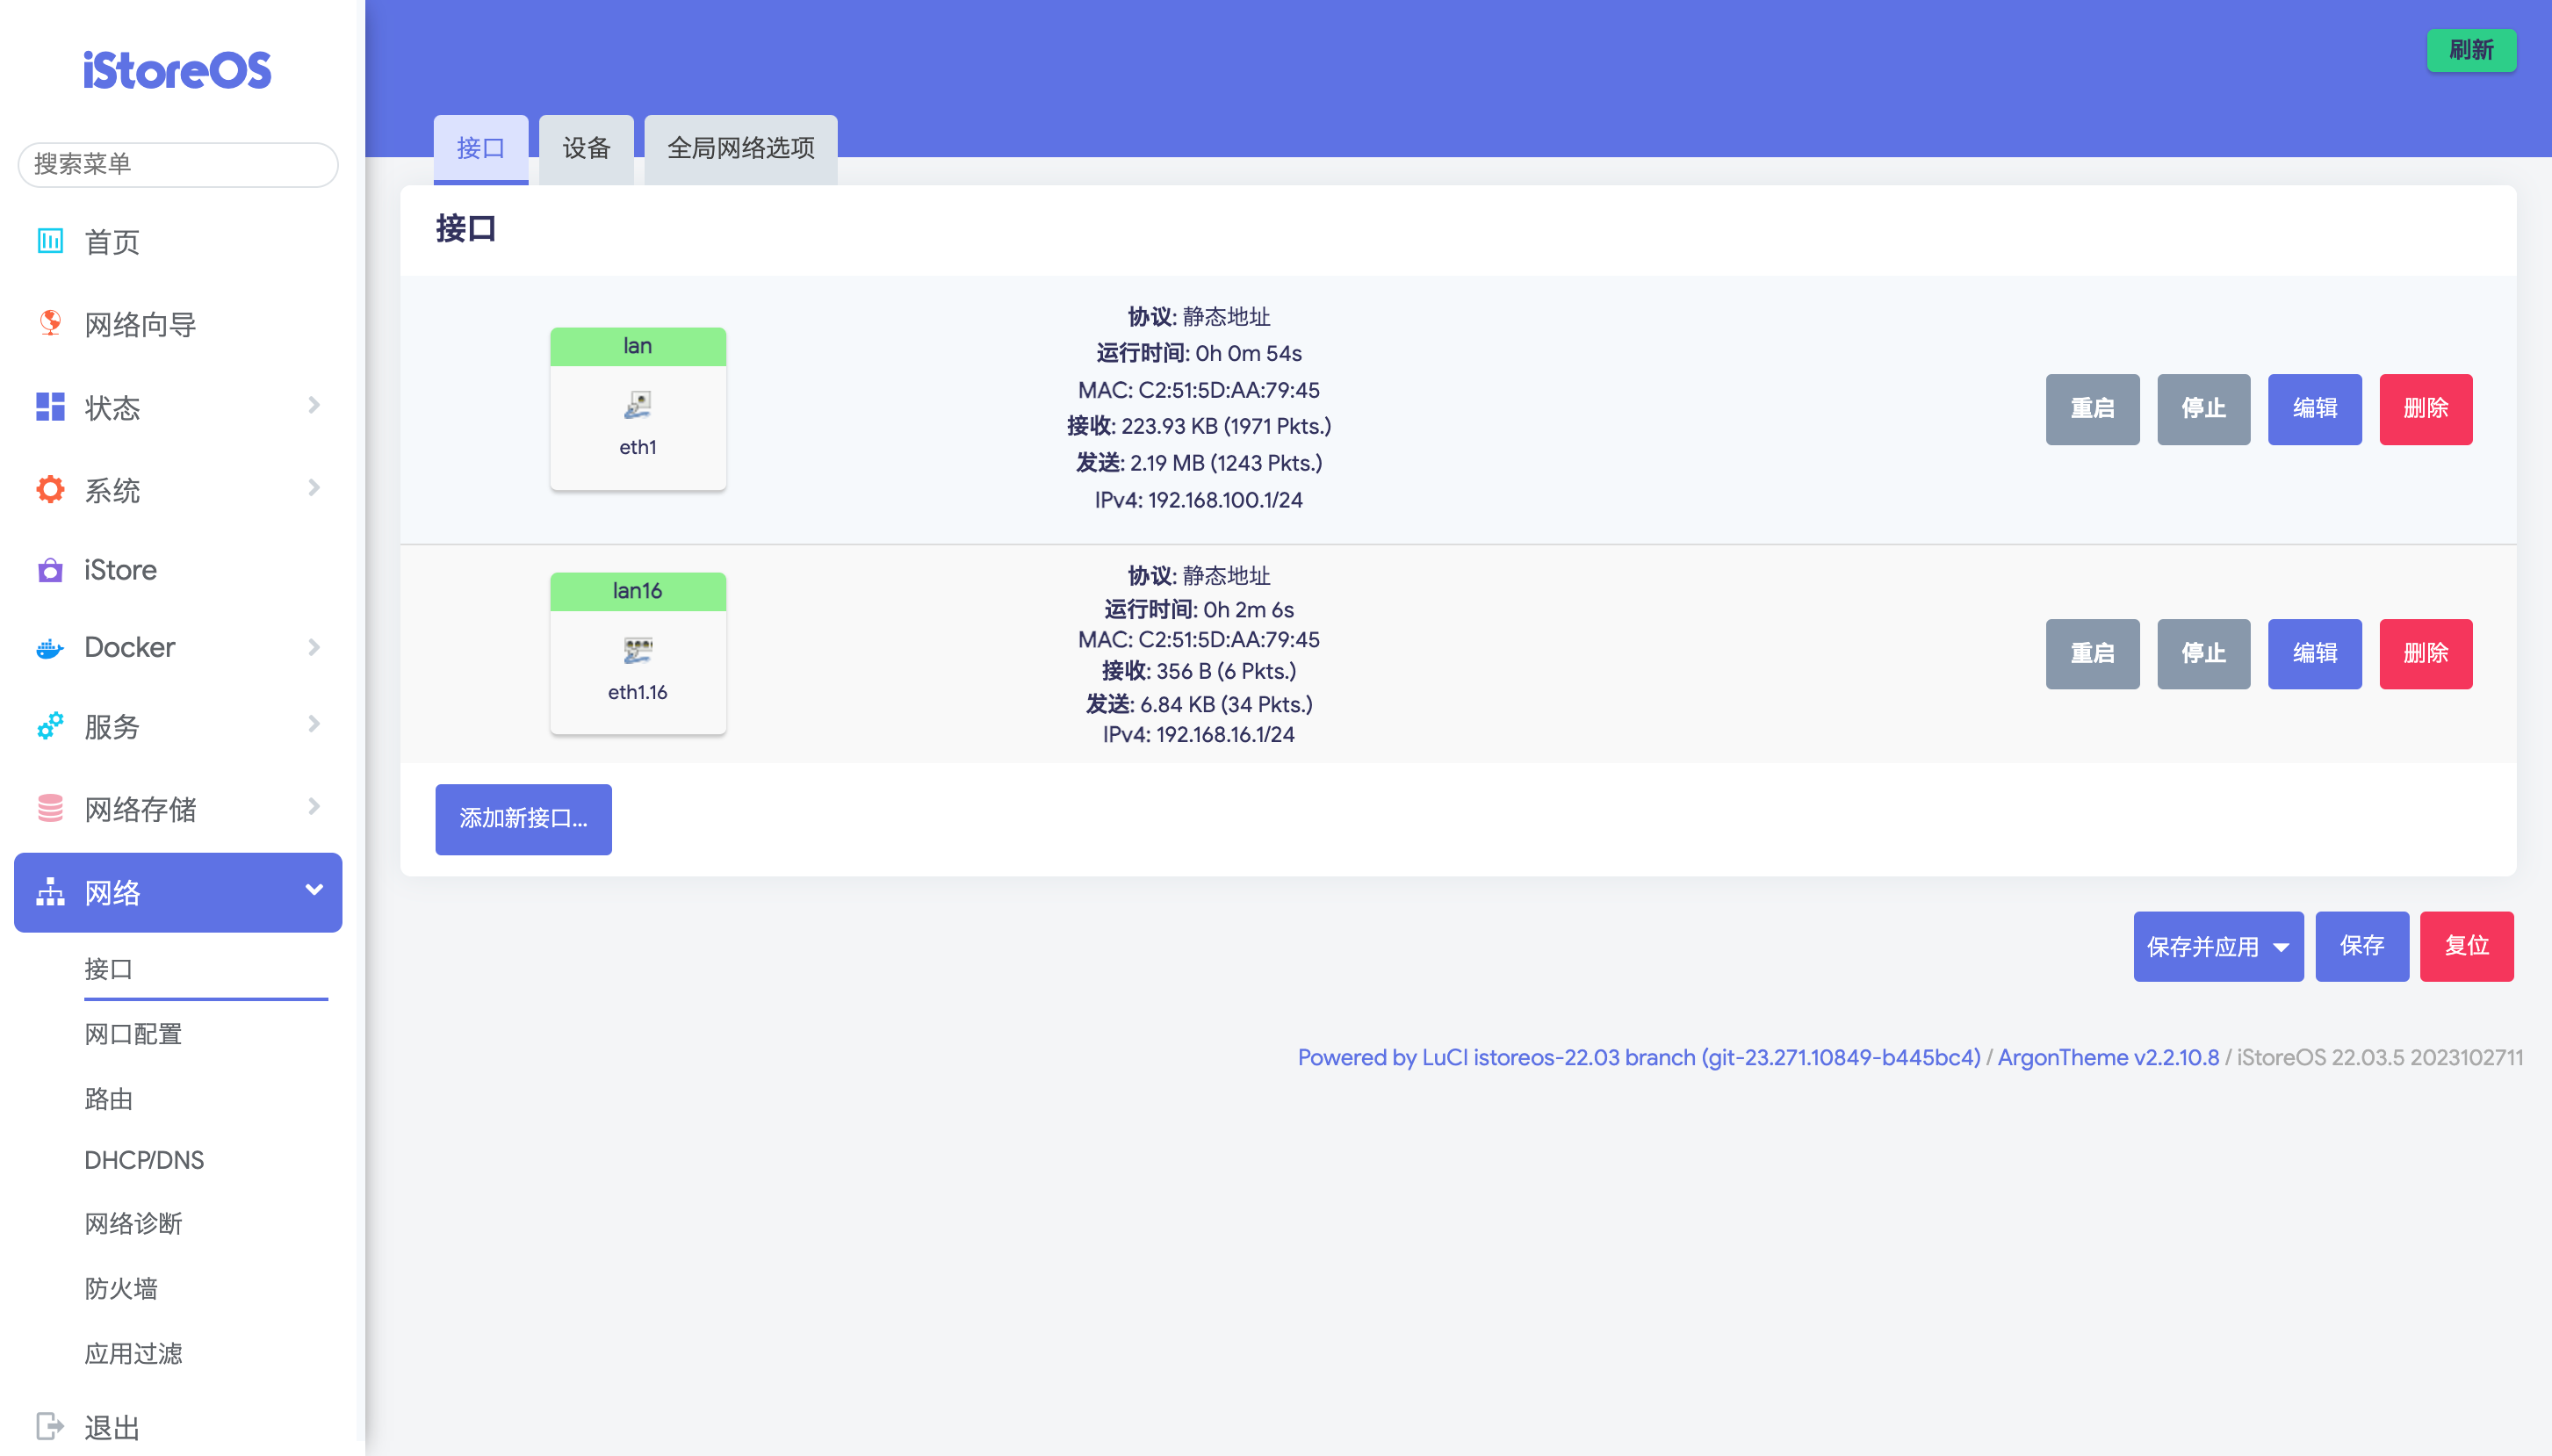 iStoreOS
搜索菜单
首页
网络向导
状态
系统
iStore
Docker
服务
网络存储
网络
接口
网口配置
路由
DHCP/DNS
网络诊断
防火墙
应用过滤
退出
刷新
接口
设备
全局网络选项
接口
lan
eth1
协议: 静态地址
运行时间: 0h 0m 54s
MAC: C2:51:5D:AA:79:45
接收: 223.93 KB (1971 Pkts.)
发送: 2.19 MB (1243 Pkts.)
IPv4: 192.168.100.1/24
重启 停止 编辑 删除
lan16
eth1.16
协议: 静态地址
运行时间: 0h 2m 6s
MAC: C2:51:5D:AA:79:45
接收: 356 B (6 Pkts.)
发送: 6.84 KB (34 Pkts.)
IPv4: 192.168.16.1/24
重启 停止 编辑 删除
添加新接口...
保存并应用 保存 复位
Powered by LuCI istoreos-22.03 branch (git-23.271.10849-b445bc4) / ArgonTheme v2.2.10.8 / iStoreOS 22.03.5 2023102711